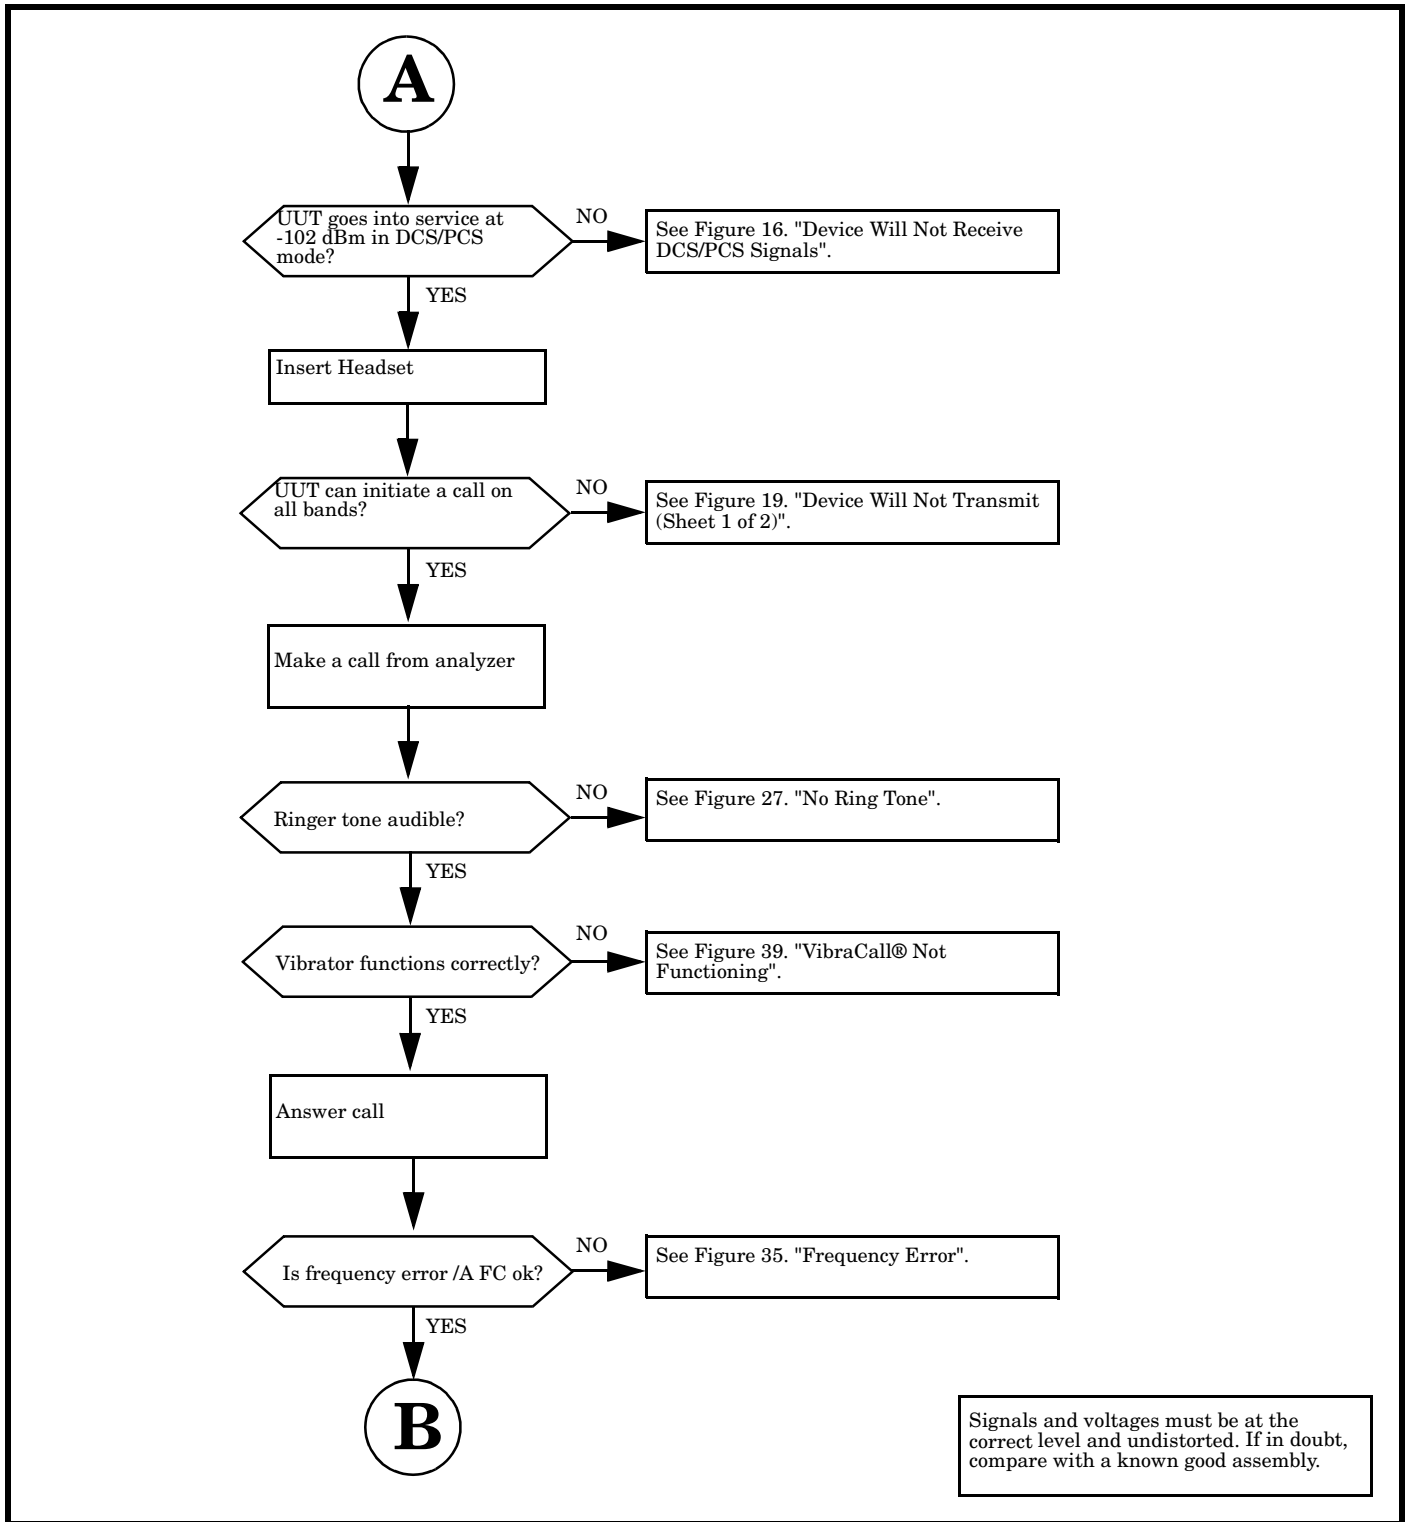 A
UUT goes into service at
-102 dBm in DCS/PCS
mode?
NO
See Figure 16. "Device Will Not Receive
DCS/PCS Signals".
YES
Insert Headset
UUT can initiate a call on
all bands?
NO
See Figure 19. "Device Will Not Transmit
(Sheet 1 of 2)".
YES
Make a call from analyzer
Ringer tone audible?
NO
See Figure 27. "No Ring Tone".
YES
Vibrator functions correctly?
NO
See Figure 39. "VibraCall® Not
Functioning".
YES
Answer call
Is frequency error /A FC ok?
NO
See Figure 35. "Frequency Error".
YES
B
Signals and voltages must be at the
correct level and undistorted. If in doubt,
compare with a known good assembly.